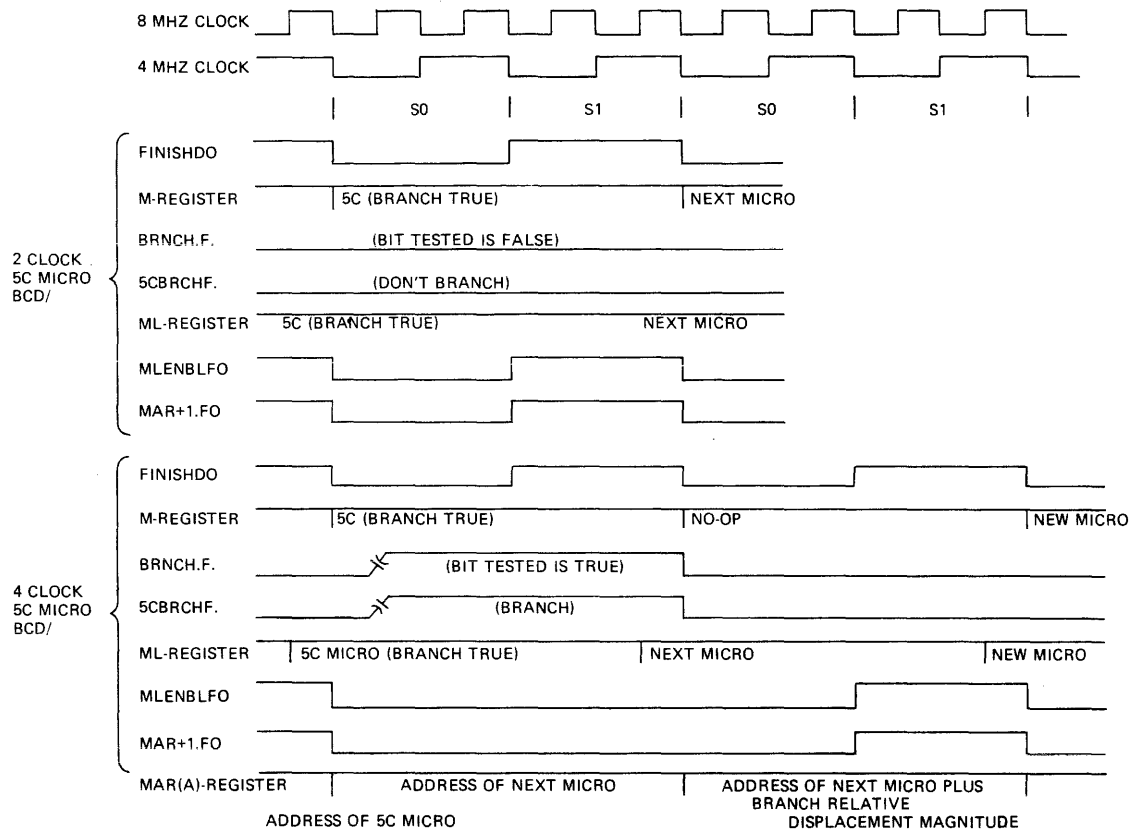 8 MHZ CLOCK
4 MHZ CLOCK
S0 S1 S0 S1
2 CLOCK
5C MICRO
BCD/
FINISHDO
M-REGISTER 5C (BRANCH TRUE) NEXT MICRO
BRNCH.F. (BIT TESTED IS FALSE)
5CBRCHF. (DON'T BRANCH)
ML-REGISTER 5C (BRANCH TRUE) NEXT MICRO
MLENBLFO
MAR+1.FO
4 CLOCK
5C MICRO
BCD/
FINISHDO
M-REGISTER 5C (BRANCH TRUE) NO-OP NEW MICRO
BRNCH.F. (BIT TESTED IS TRUE)
5CBRCHF. (BRANCH)
ML-REGISTER 5C MICRO (BRANCH TRUE) NEXT MICRO NEW MICRO
MLENBLFO
MAR+1.FO
MAR(A)-REGISTER ADDRESS OF NEXT MICRO ADDRESS OF NEXT MICRO PLUS
BRANCH RELATIVE
ADDRESS OF 5C MICRO DISPLACEMENT MAGNITUDE